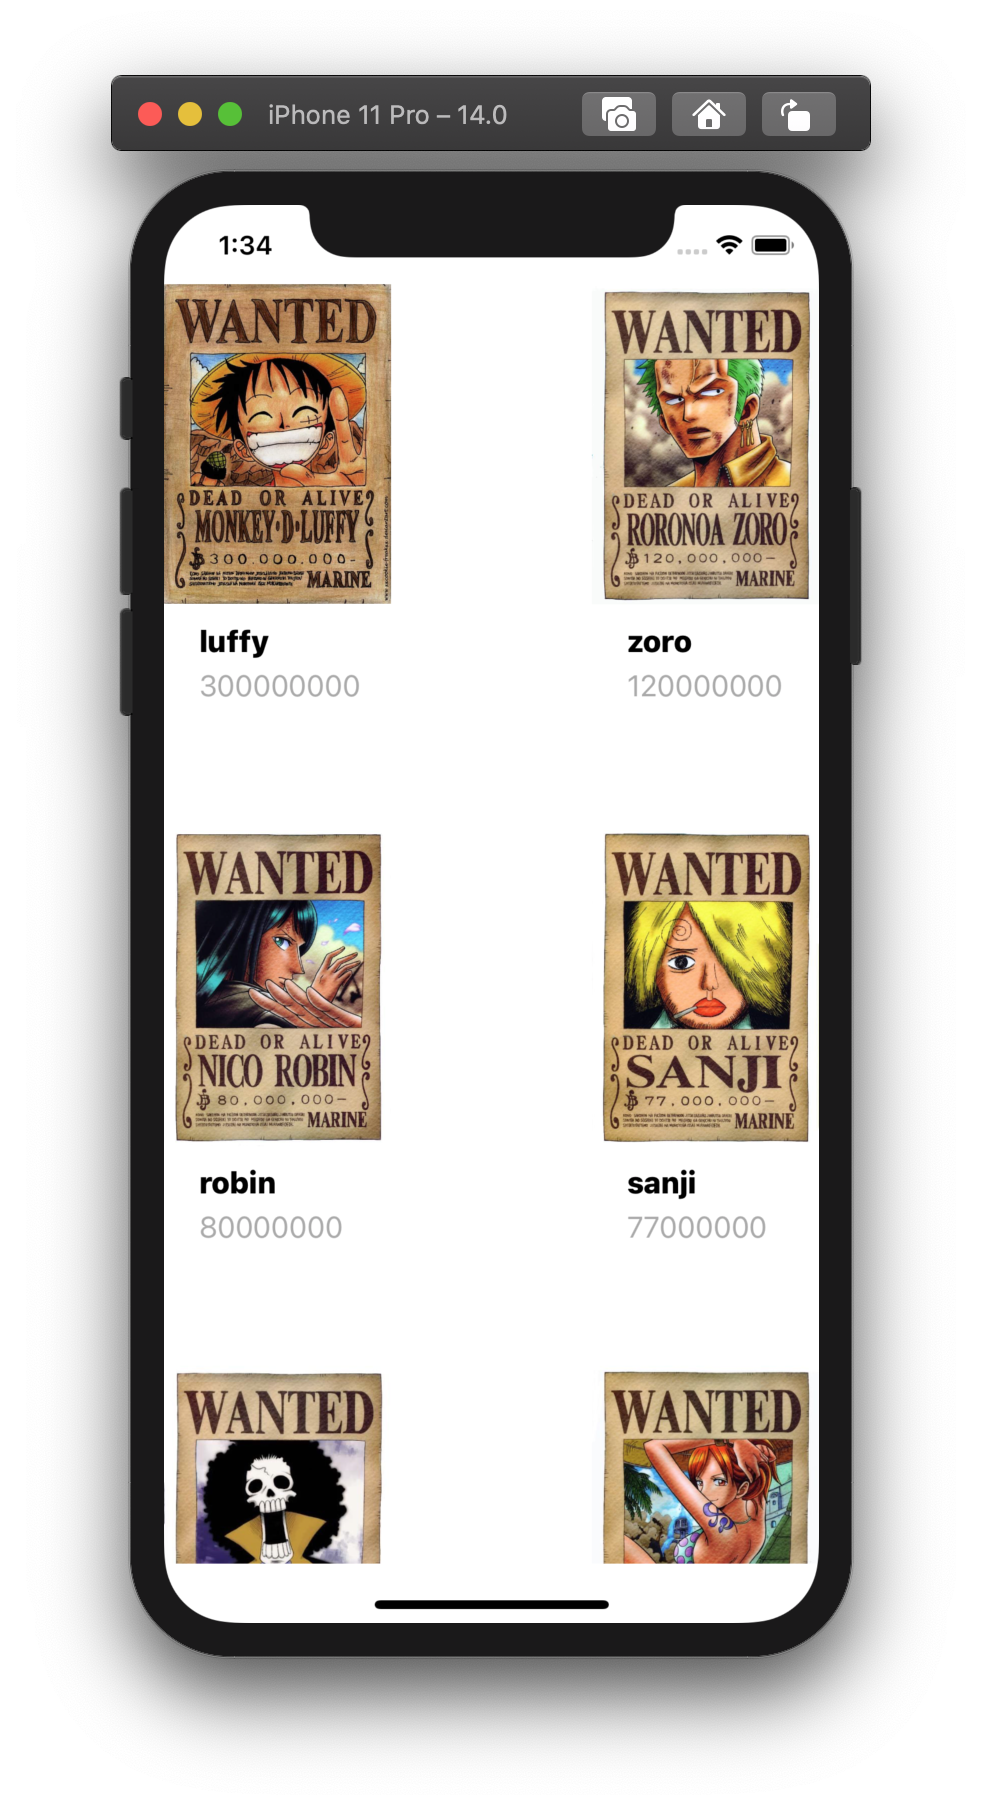 iPhone 11 Pro – 14.0
1:34
WANTED
DEAD OR ALIVE
MONKEY·D·LUFFY
300,000,000-
MARINE
WANTED
DEAD OR ALIVE
RORONOA ZORO
120,000,000-
MARINE
luffy
300000000
zoro
120000000
WANTED
DEAD OR ALIVE
NICO ROBIN
80,000,000-
MARINE
WANTED
DEAD OR ALIVE
SANJI
77,000,000-
MARINE
robin
80000000
sanji
77000000
WANTED
WANTED